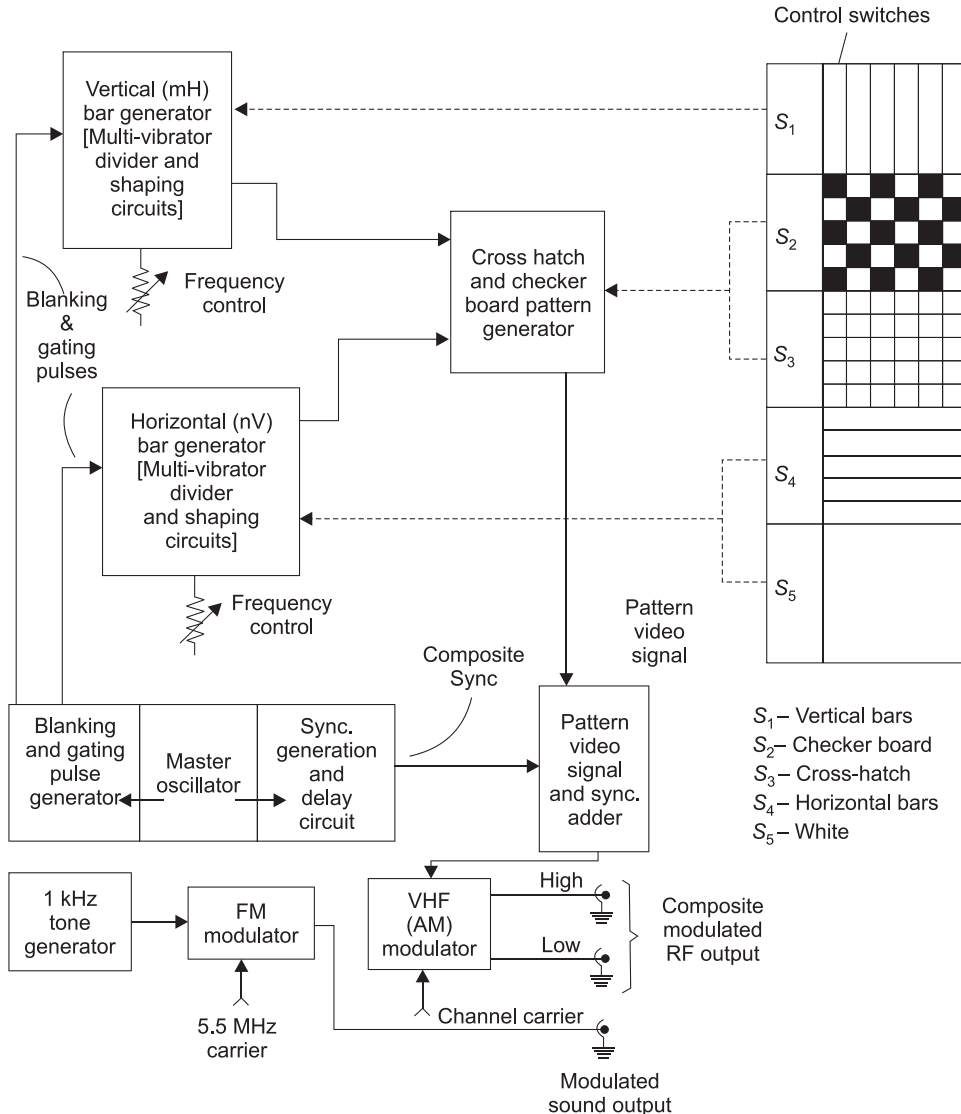 Control switches
Vertical (mH)
bar generator
[Multi-vibrator
divider and
shaping
circuits]
S1
S2
S3
S4
S5
Frequency
control
Blanking
&
gating
pulses
Cross hatch
and checker
board pattern
generator
Horizontal (nV)
bar generator
[Multi-vibrator
divider
and shaping
circuits]
Frequency
control
Composite
Sync
Pattern
video
signal
Blanking
and gating
pulse
generator
Master
oscillator
Sync.
generation
and
delay
circuit
Pattern
video
signal
and sync.
adder
S1 – Vertical bars
S2– Checker board
S3 – Cross-hatch
S4 – Horizontal bars
S5 – White
1 kHz
tone
generator
FM
modulator
VHF
(AM)
modulator
High
Low
Composite
modulated
RF output
5.5 MHz
carrier
Channel carrier
Modulated
sound output